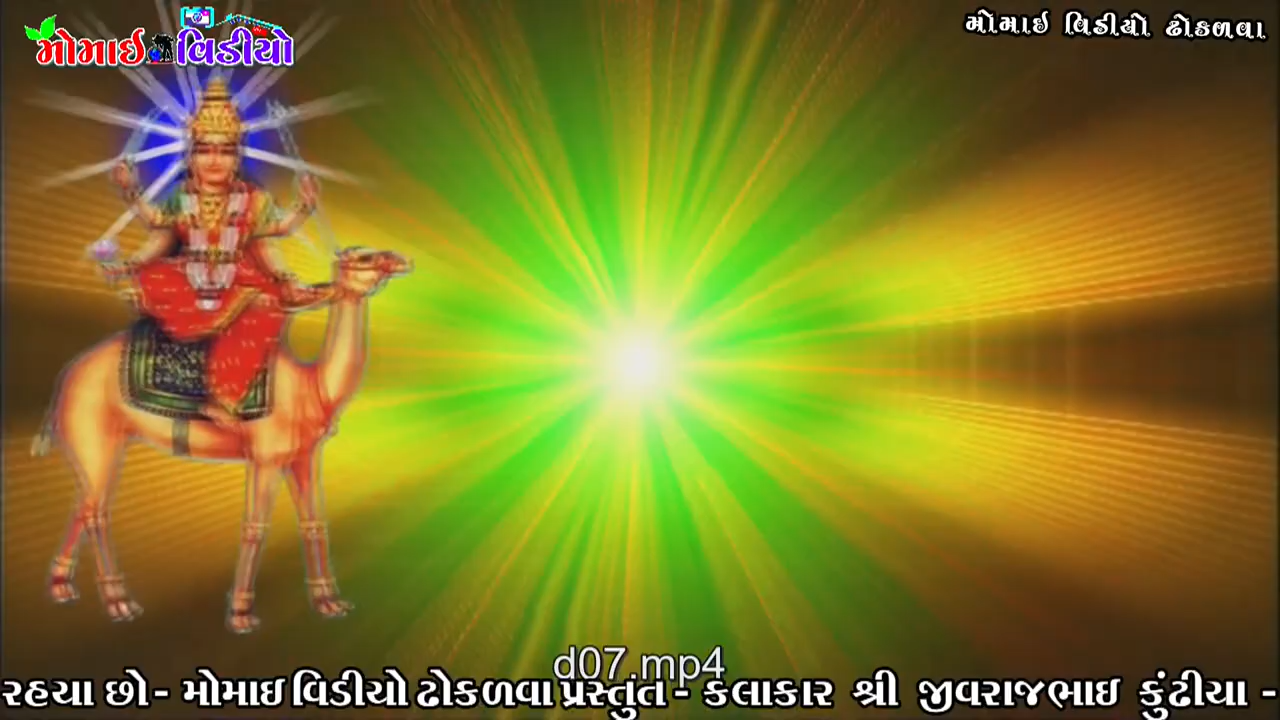 મોમાઇ વિડીયો
મોમાઇ વિડીયો ઢોકળવા
d07.mp4
રહયા છો - મોમાઇ વિડીયો ઢોકળવા પ્રસ્તુત - કલાકાર શ્રી જીવરાજભાઇ કુંઢીયા -